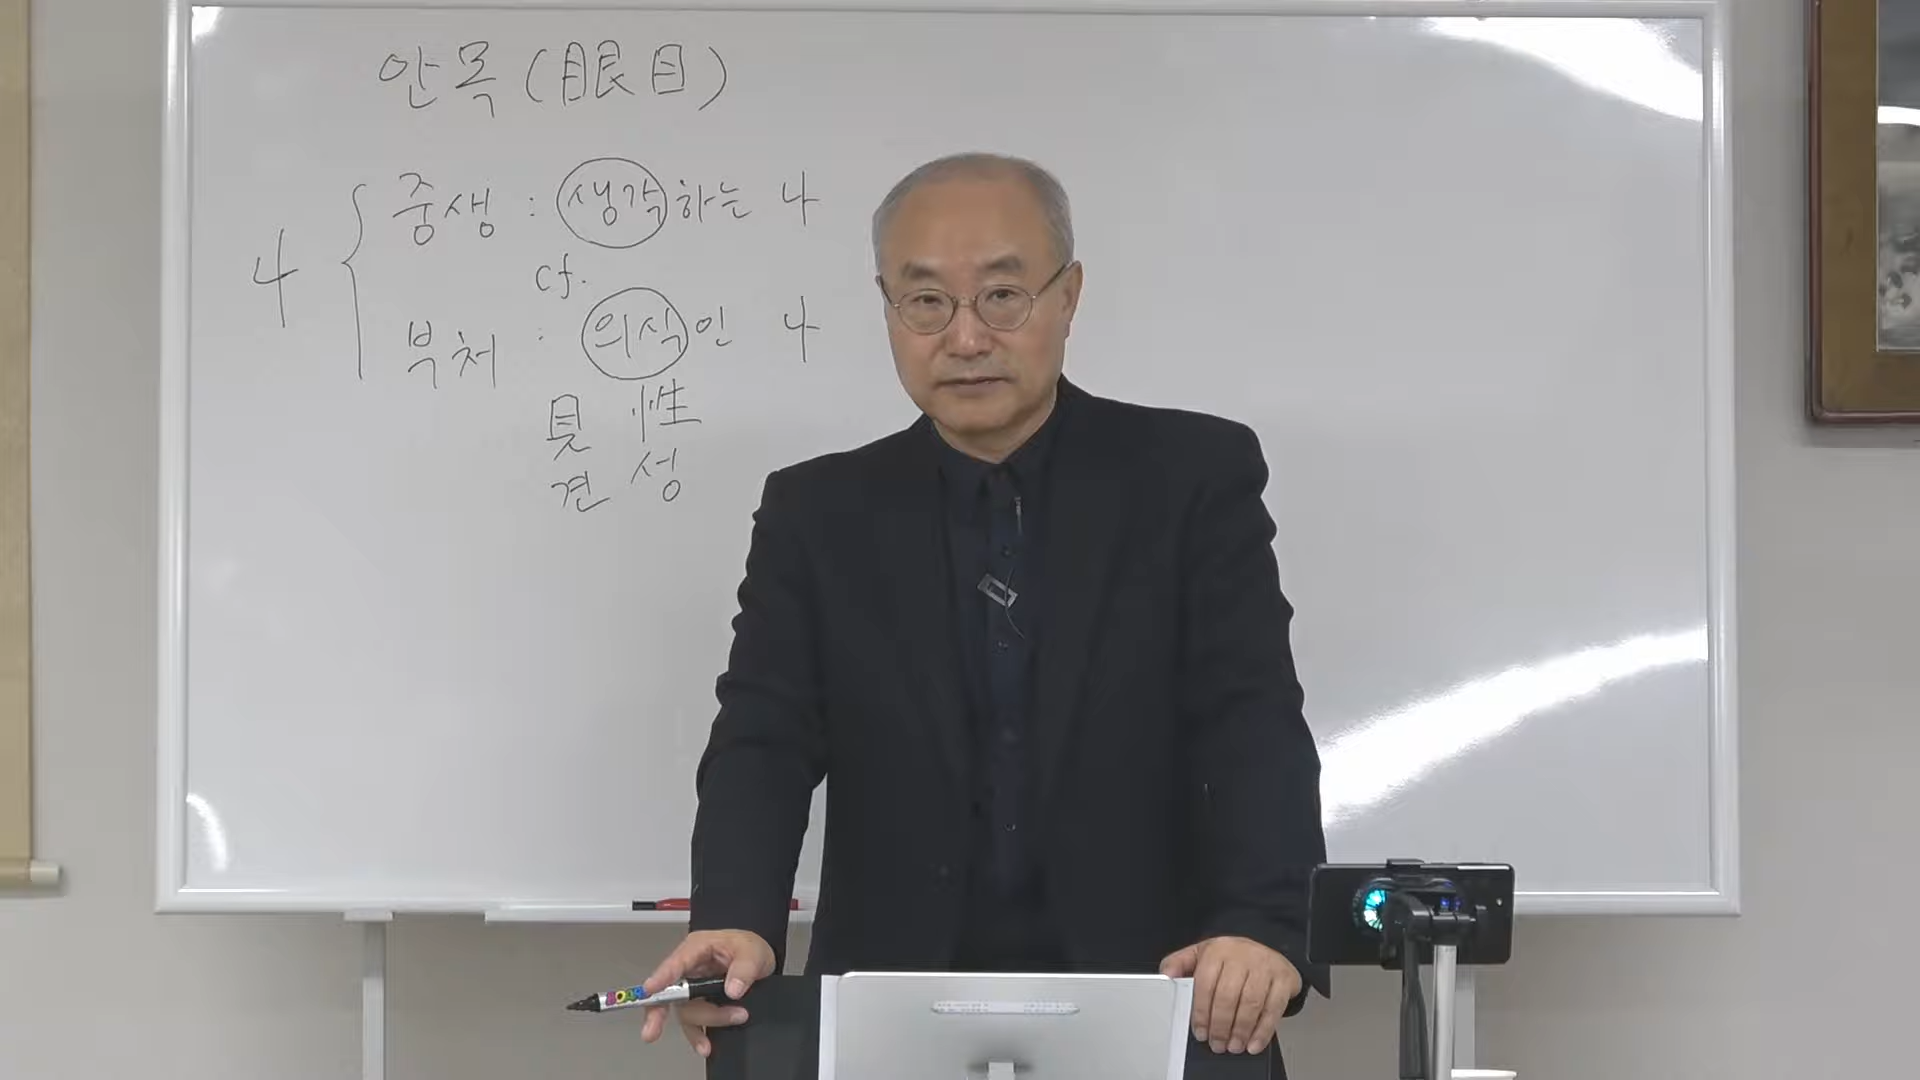 안목 (眼目)
나 { 중생 : 생각하는 나
cf.
부처 : 의식인 나
見 性
견 성
BOARD